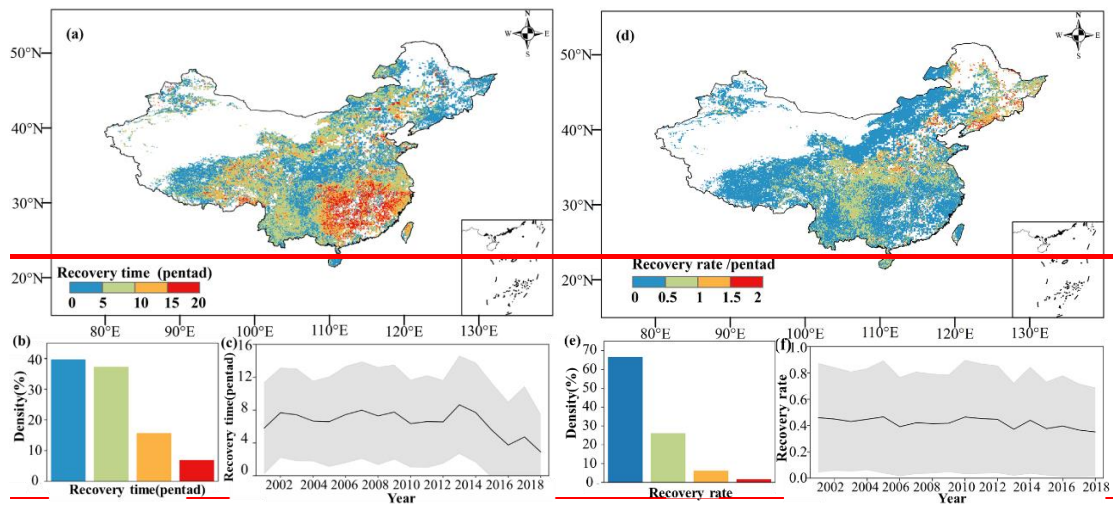 (a)
N
W E
S
50°N
40°N
30°N
20°N
Recovery time (pentad)
0 5 10 15 20
80°E 90°E 100°E 110°E 120°E 130°E
(d)
N
W E
S
50°N
40°N
30°N
20°N
Recovery rate /pentad
0 0.5 1 1.5 2
80°E 90°E 100°E 110°E 120°E 130°E
(b)
Density(%)
40
30
20
10
0
Recovery time(pentad)
(c)
Recovery time(pentad)
16
12
8
4
0
2002 2004 2006 2008 2010 2012 2014 2016 2018
Year
(e)
Density(%)
70
60
50
40
30
20
10
0
Recovery rate
(f)
Recovery rate
1.0
0.8
0.6
0.4
0.2
0.0
2002 2004 2006 2008 2010 2012 2014 2016 2018
Year